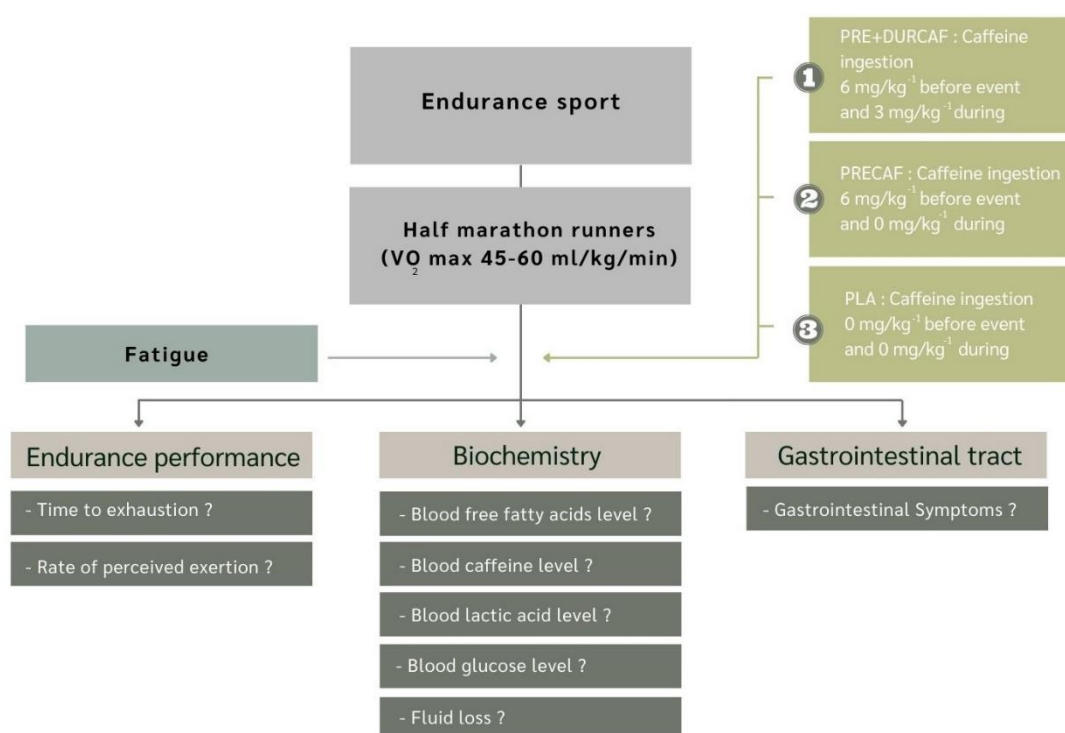 Endurance sport
Half marathon runners
(VO₂ max 45-60 ml/kg/min)
1
PRE+DURCAF : Caffeine
ingestion
6 mg/kg⁻¹ before event
and 3 mg/kg⁻¹ during
2
PRECAF : Caffeine ingestion
6 mg/kg⁻¹ before event
and 0 mg/kg⁻¹ during
3
PLA : Caffeine ingestion
0 mg/kg⁻¹ before event
and 0 mg/kg⁻¹ during
Fatigue
Endurance performance
- Time to exhaustion ?
- Rate of perceived exertion ?
Biochemistry
- Blood free fatty acids level ?
- Blood caffeine level ?
- Blood lactic acid level ?
- Blood glucose level ?
- Fluid loss ?
Gastrointestinal tract
- Gastrointestinal Symptoms ?